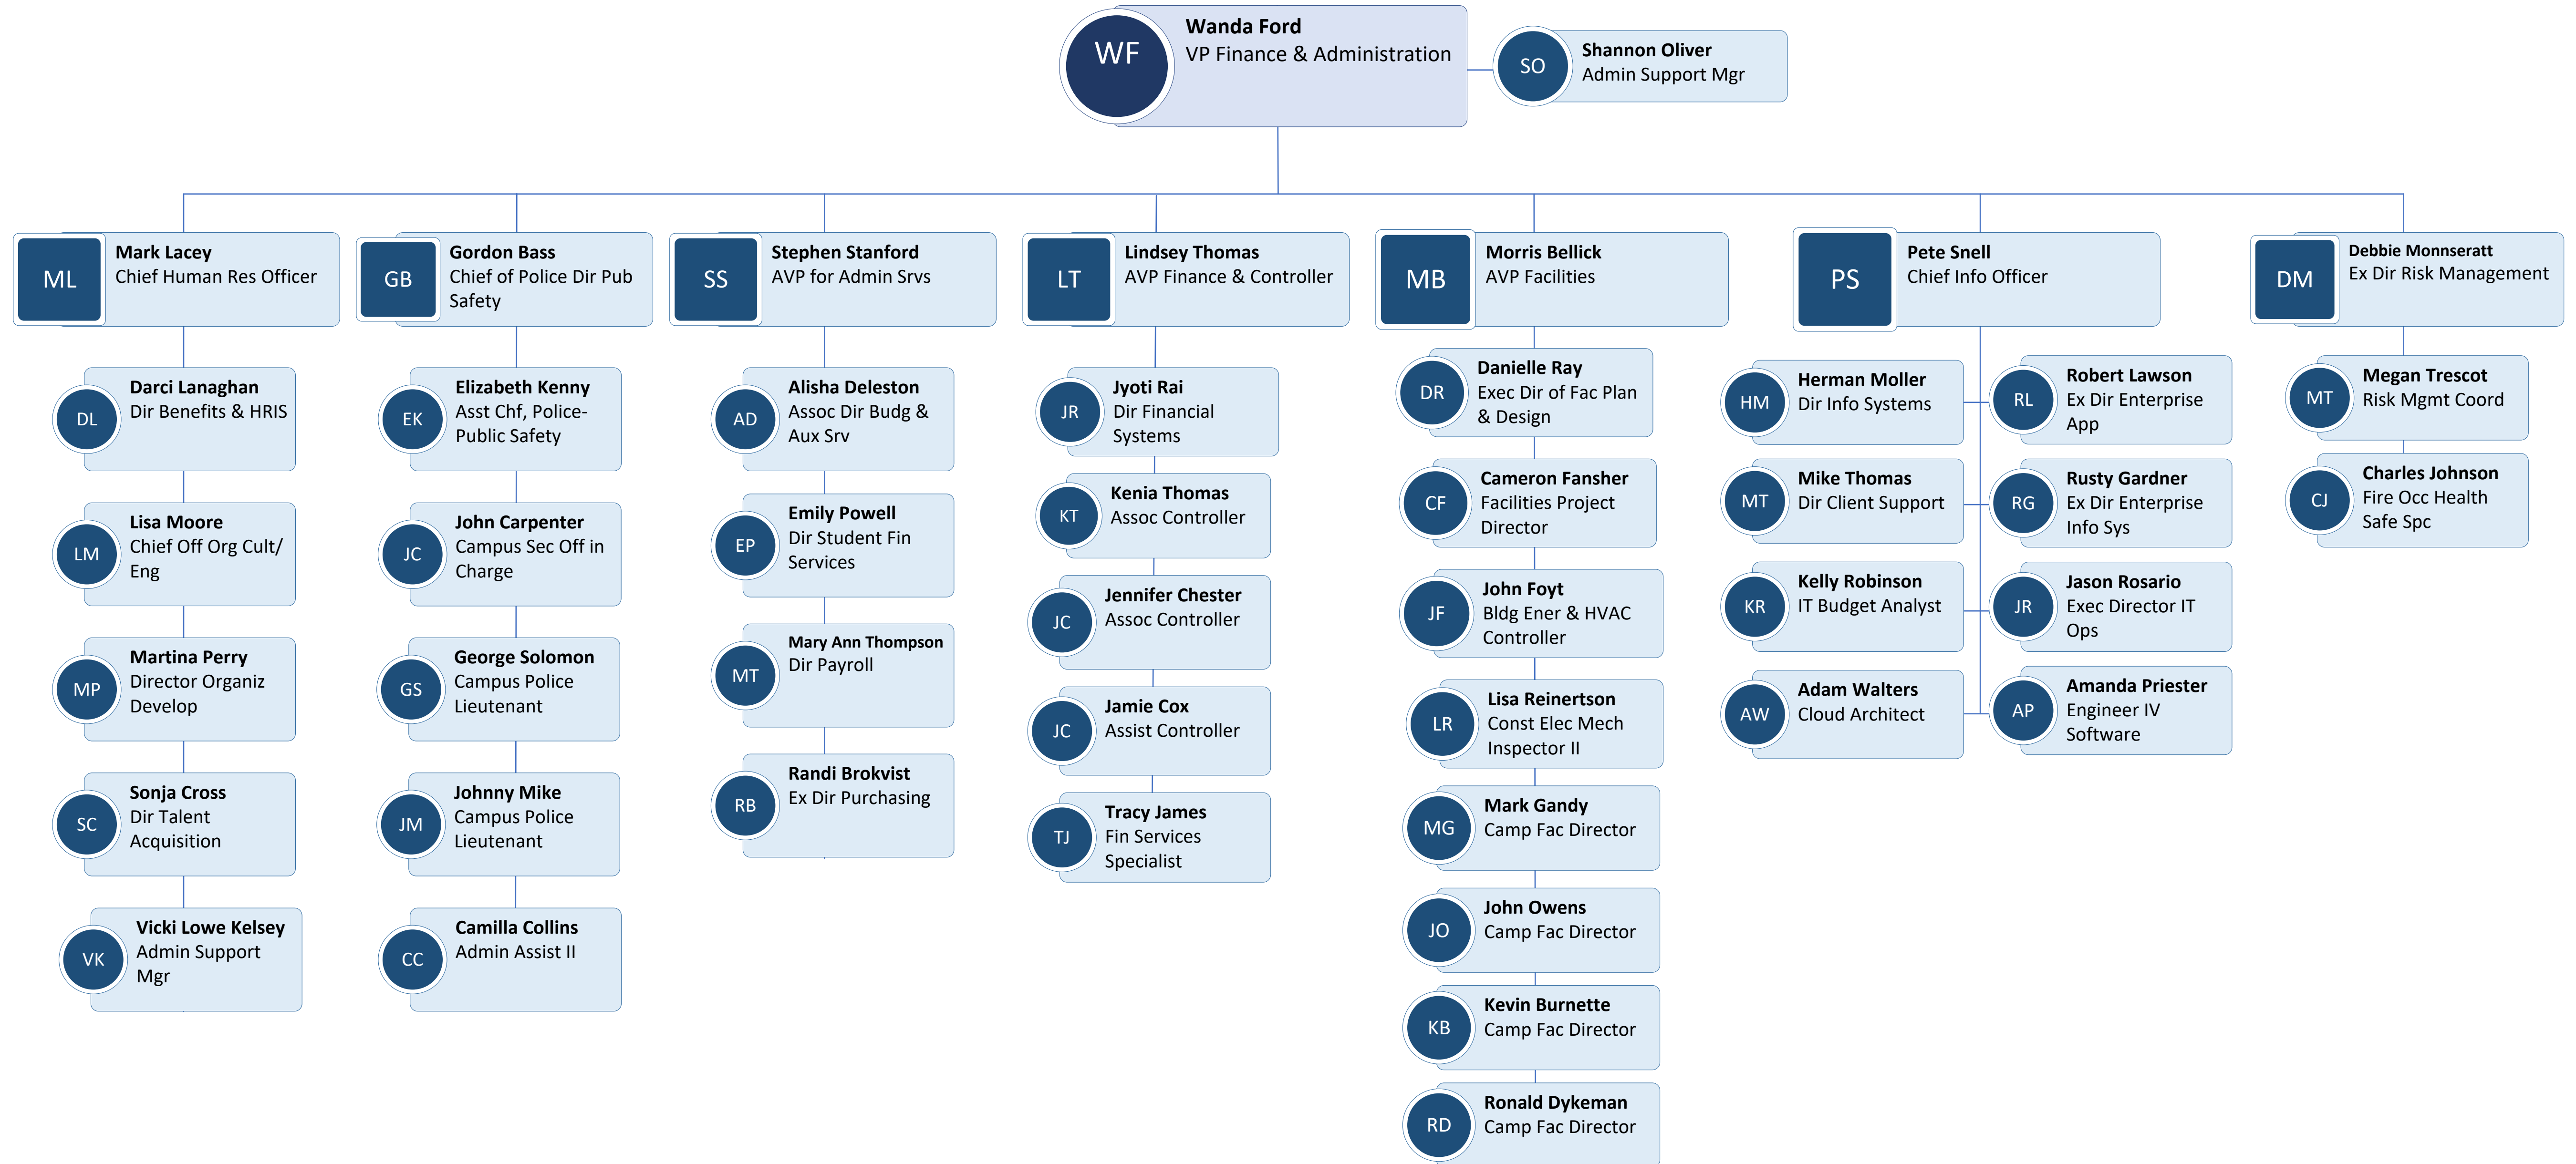 WF
Wanda Ford
VP Finance & Administration
SO
Shannon Oliver
Admin Support Mgr
ML
Mark Lacey
Chief Human Res Officer
DL
Darci Lanaghan
Dir Benefits & HRIS
LM
Lisa Moore
Chief Off Org Cult/
Eng
MP
Martina Perry
Director Organiz
Develop
SC
Sonja Cross
Dir Talent
Acquisition
VK
Vicki Lowe Kelsey
Admin Support
Mgr
GB
Gordon Bass
Chief of Police Dir Pub
Safety
EK
Elizabeth Kenny
Asst Chf, Police-
Public Safety
JC
John Carpenter
Campus Sec Off in
Charge
GS
George Solomon
Campus Police
Lieutenant
JM
Johnny Mike
Campus Police
Lieutenant
CC
Camilla Collins
Admin Assist II
SS
Stephen Stanford
AVP for Admin Srvs
AD
Alisha Deleston
Assoc Dir Budg &
Aux Srv
EP
Emily Powell
Dir Student Fin
Services
MT
Mary Ann Thompson
Dir Payroll
RB
Randi Brokvist
Ex Dir Purchasing
LT
Lindsey Thomas
AVP Finance & Controller
JR
Jyoti Rai
Dir Financial
Systems
KT
Kenia Thomas
Assoc Controller
JC
Jennifer Chester
Assoc Controller
JC
Jamie Cox
Assist Controller
TJ
Tracy James
Fin Services
Specialist
MB
Morris Bellick
AVP Facilities
DR
Danielle Ray
Exec Dir of Fac Plan
& Design
CF
Cameron Fansher
Facilities Project
Director
JF
John Foyt
Bldg Ener & HVAC
Controller
LR
Lisa Reinertson
Const Elec Mech
Inspector II
MG
Mark Gandy
Camp Fac Director
JO
John Owens
Camp Fac Director
KB
Kevin Burnette
Camp Fac Director
RD
Ronald Dykeman
Camp Fac Director
PS
Pete Snell
Chief Info Officer
HM
Herman Moller
Dir Info Systems
RL
Robert Lawson
Ex Dir Enterprise
App
MT
Mike Thomas
Dir Client Support
RG
Rusty Gardner
Ex Dir Enterprise
Info Sys
KR
Kelly Robinson
IT Budget Analyst
JR
Jason Rosario
Exec Director IT
Ops
AW
Adam Walters
Cloud Architect
AP
Amanda Priester
Engineer IV
Software
DM
Debbie Monnseratt
Ex Dir Risk Management
MT
Megan Trescot
Risk Mgmt Coord
CJ
Charles Johnson
Fire Occ Health
Safe Spc